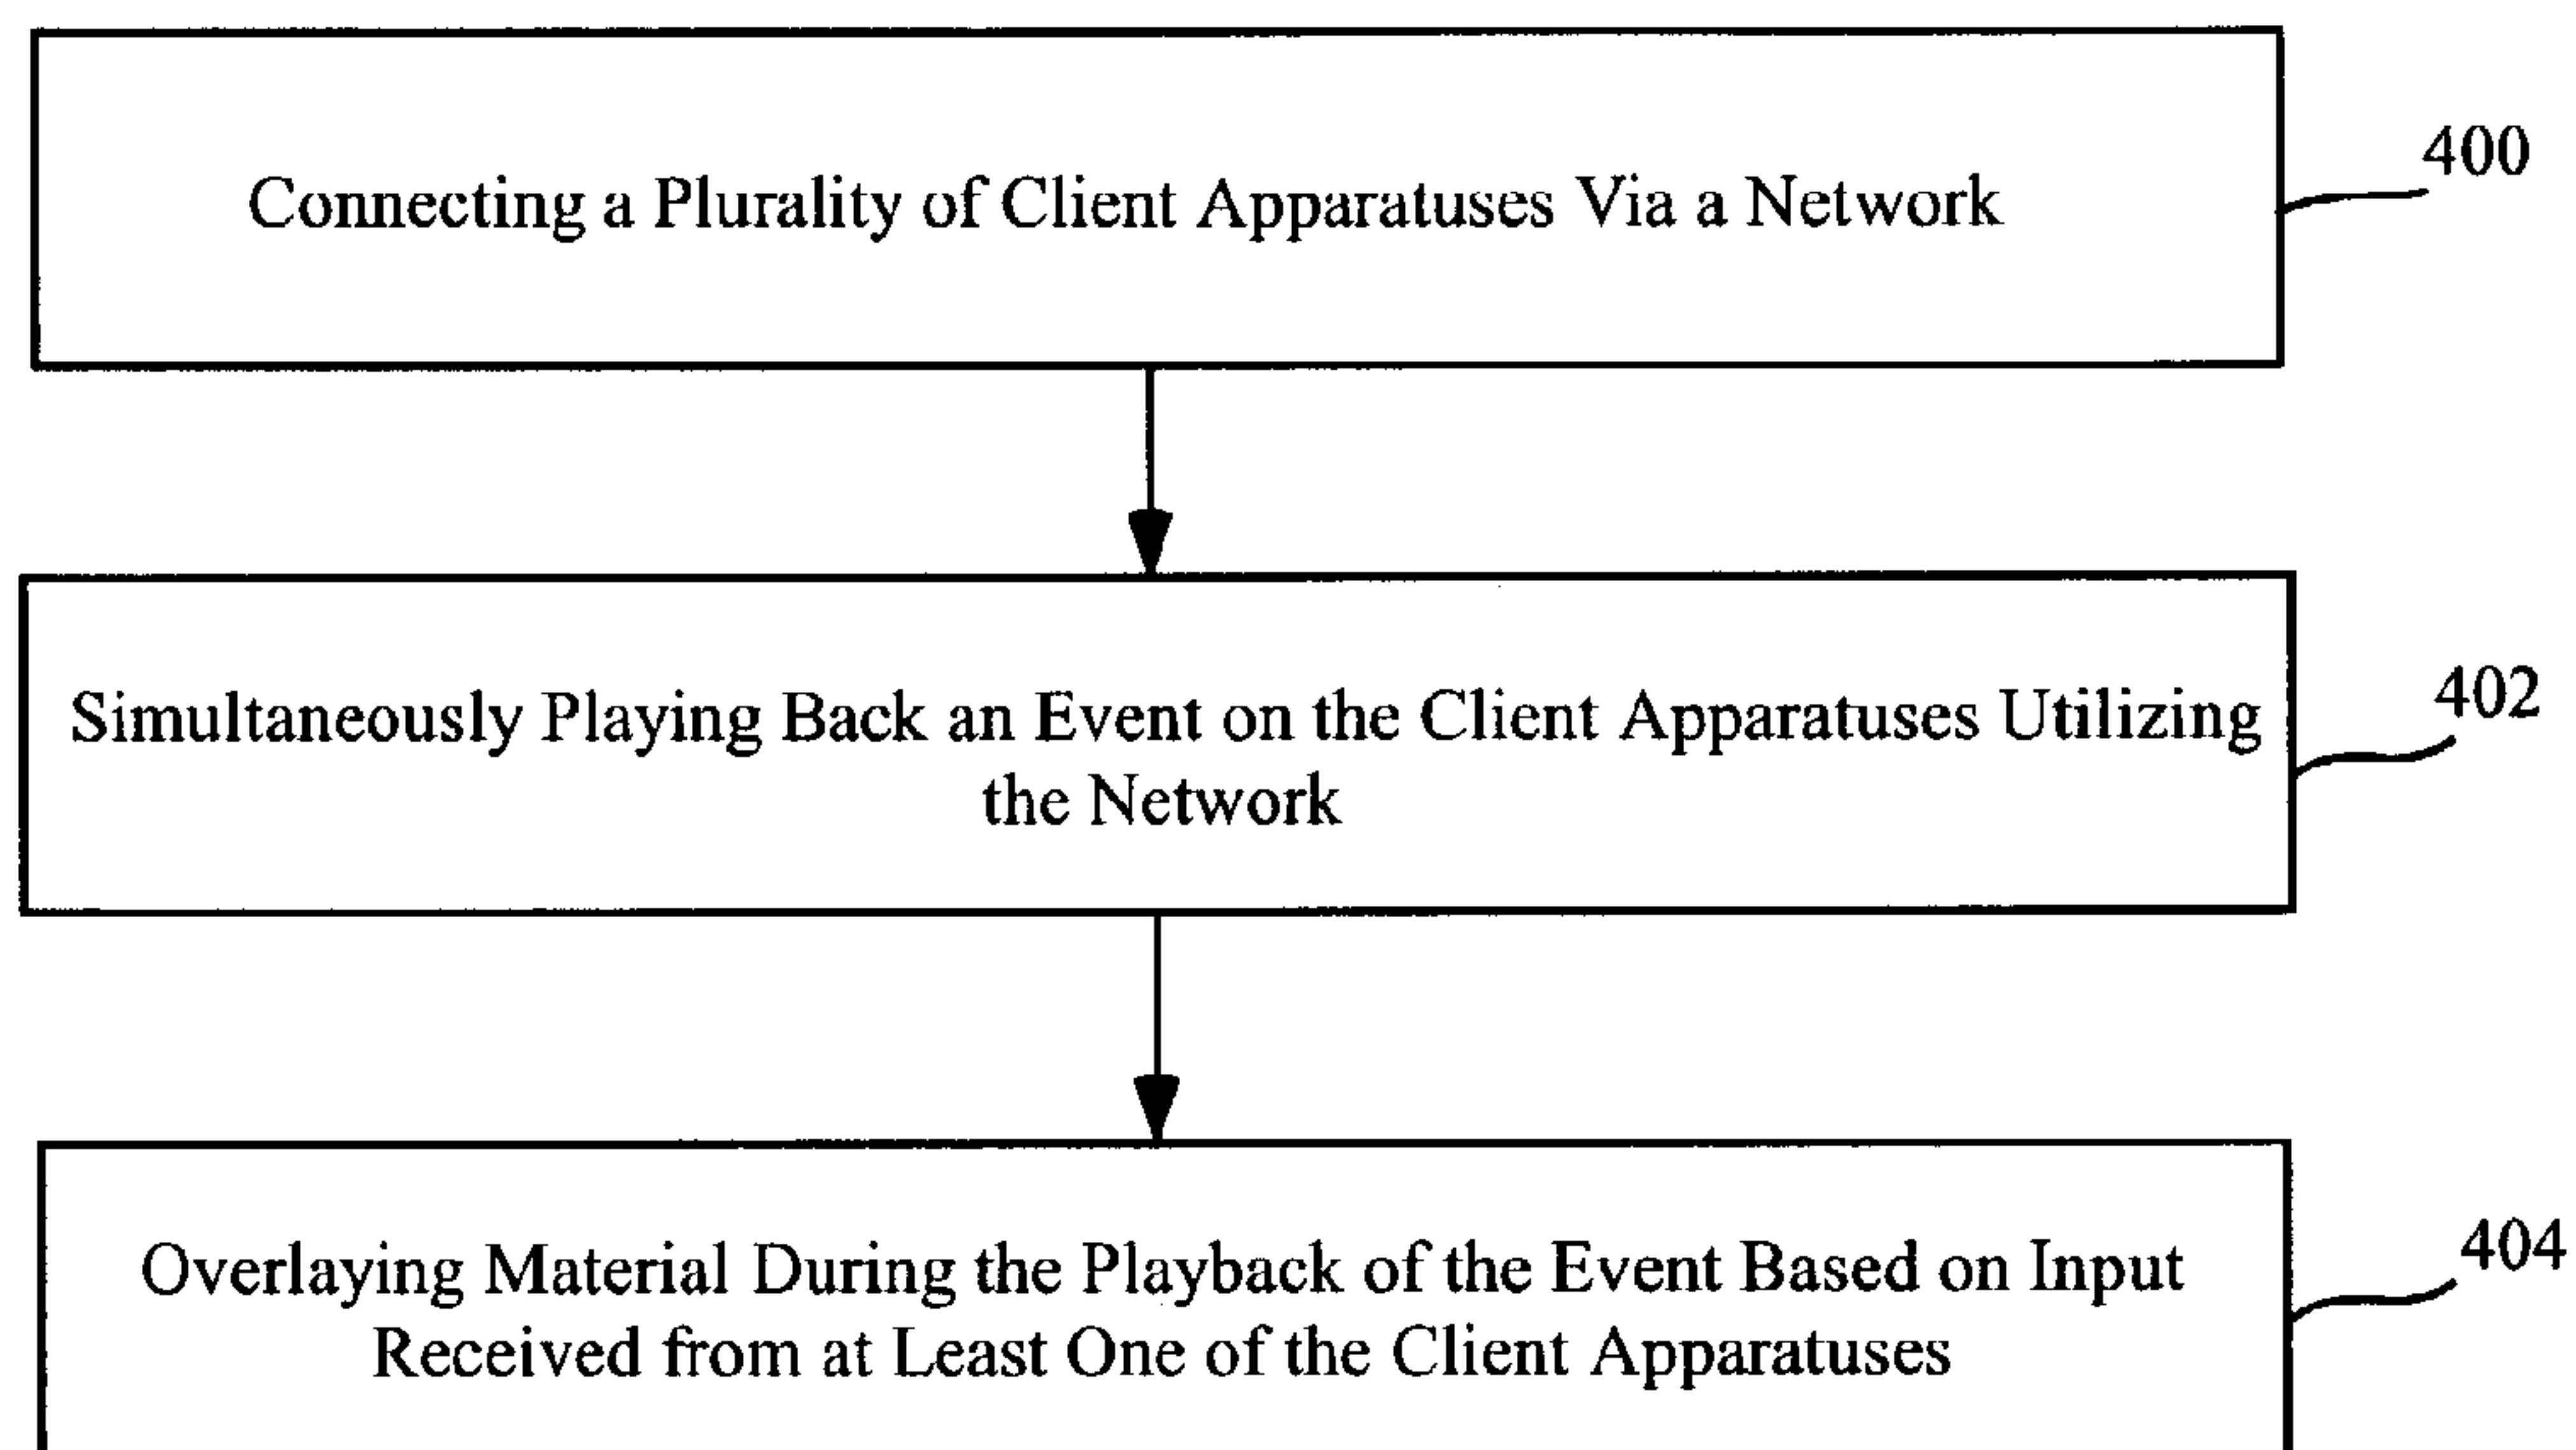 Connecting a Plurality of Client Apparatuses Via a Network
400
Simultaneously Playing Back an Event on the Client Apparatuses Utilizing
the Network
402
Overlaying Material During the Playback of the Event Based on Input
Received from at Least One of the Client Apparatuses
404